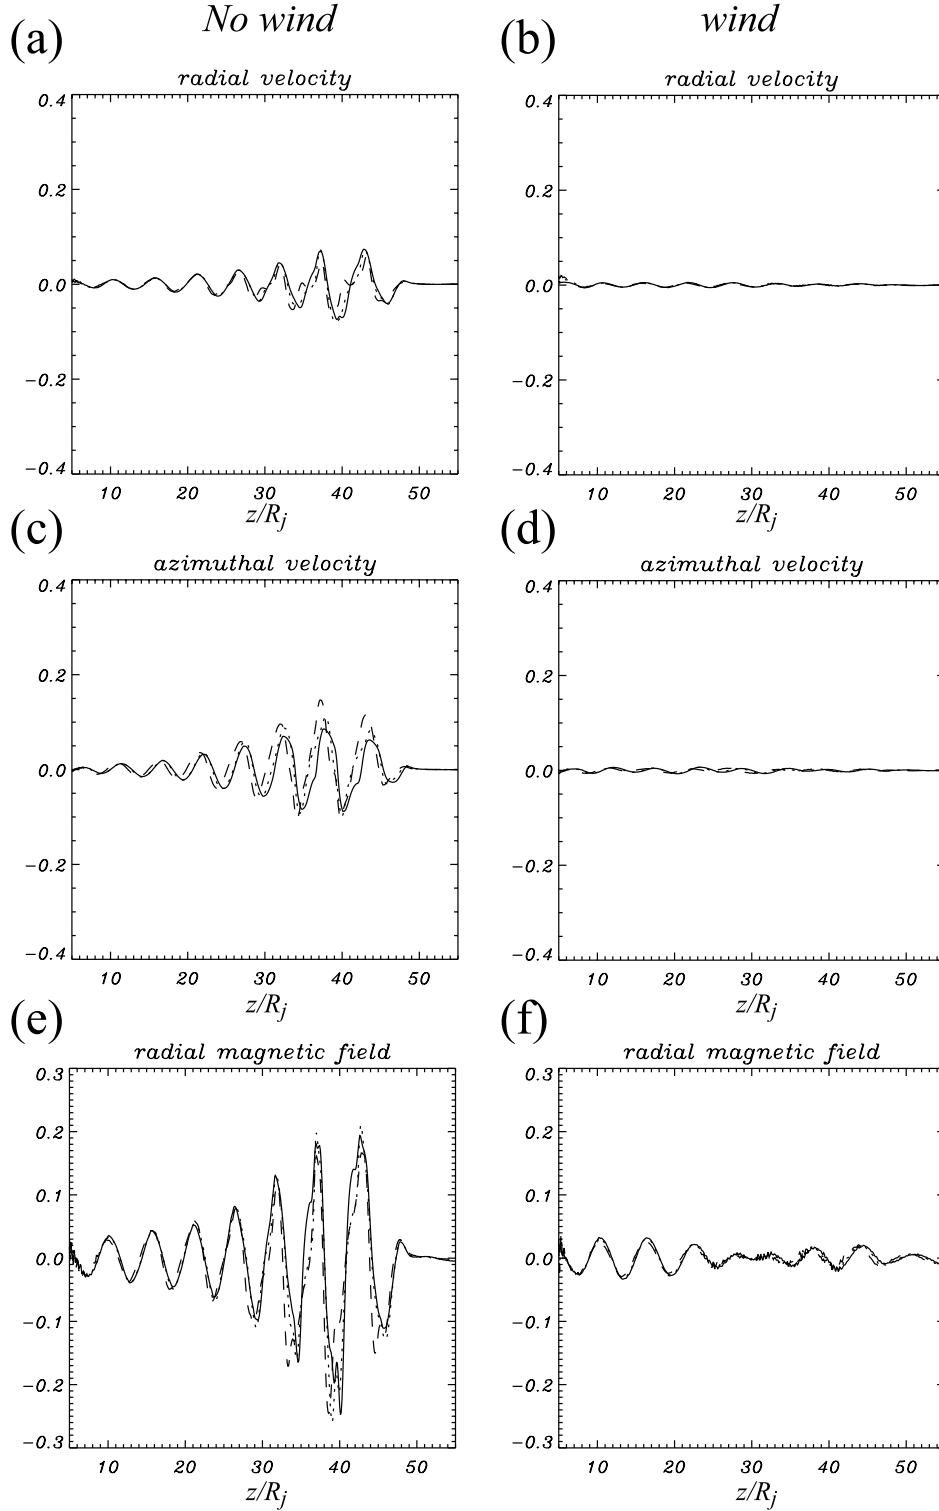 No wind wind
(a) (b)
radial velocity radial velocity
0.4 0.4
0.2 0.2
0.0 0.0
−0.2 −0.2
−0.4 −0.4
10 20 30 40 50 10 20 30 40 50
z/Rj z/Rj
(c) (d)
azimuthal velocity azimuthal velocity
0.4 0.4
0.2 0.2
0.0 0.0
−0.2 −0.2
−0.4 −0.4
10 20 30 40 50 10 20 30 40 50
z/Rj z/Rj
(e) (f)
radial magnetic field radial magnetic field
0.3 0.3
0.2 0.2
0.1 0.1
0.0 0.0
−0.1 −0.1
−0.2 −0.2
−0.3 −0.3
10 20 30 40 50 10 20 30 40 50
z/Rj z/Rj